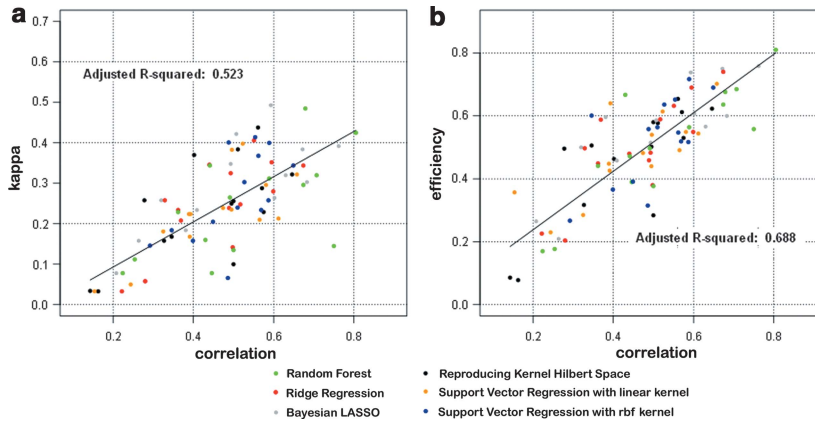 a
0.7
0.6
0.5
0.4
0.3
0.2
0.1
0.0
kappa
Adjusted R-squared: 0.523
0.2 0.4 0.6 0.8
correlation
b
0.8
0.6
0.4
0.2
0.0
efficiency
Adjusted R-squared: 0.688
0.2 0.4 0.6 0.8
correlation
Random Forest
Ridge Regression
Bayesian LASSO
Reproducing Kernel Hilbert Space
Support Vector Regression with linear kernel
Support Vector Regression with rbf kernel